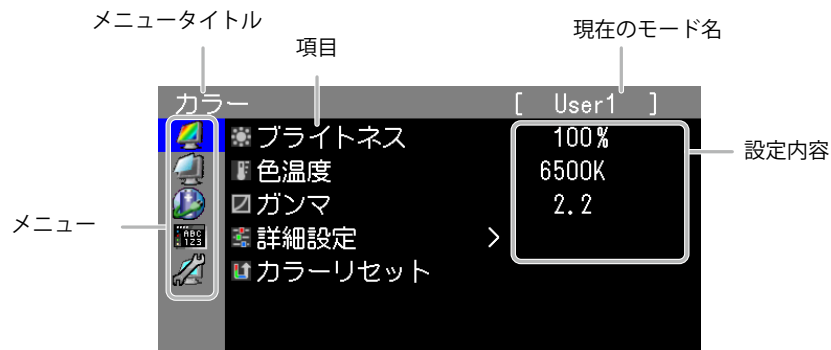 メニュータイトル
項目
現在のモード名
カラー [ User1 ]
ブライトネス 100%
色温度 6500K
ガンマ 2.2
詳細設定 >
カラーリセット
設定内容
メニュー
ABC
123